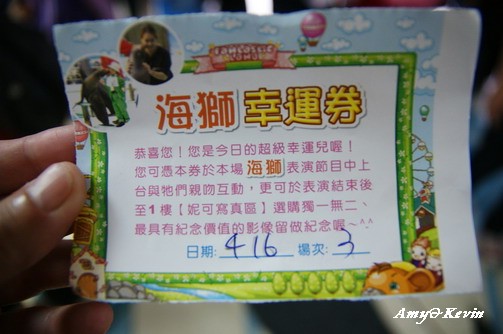 海獅幸運券
恭喜您！您是今日的超級幸運兒喔！
您可憑本券於本場海獅表演節目中上
台與牠們親吻互動，更可於表演結束後
至1樓【妮可寫真區】選購獨一無二、
最具有紀念價值的影像留做紀念喔~^.^
日期: 4/16 場次: 3
Amy&Kevin